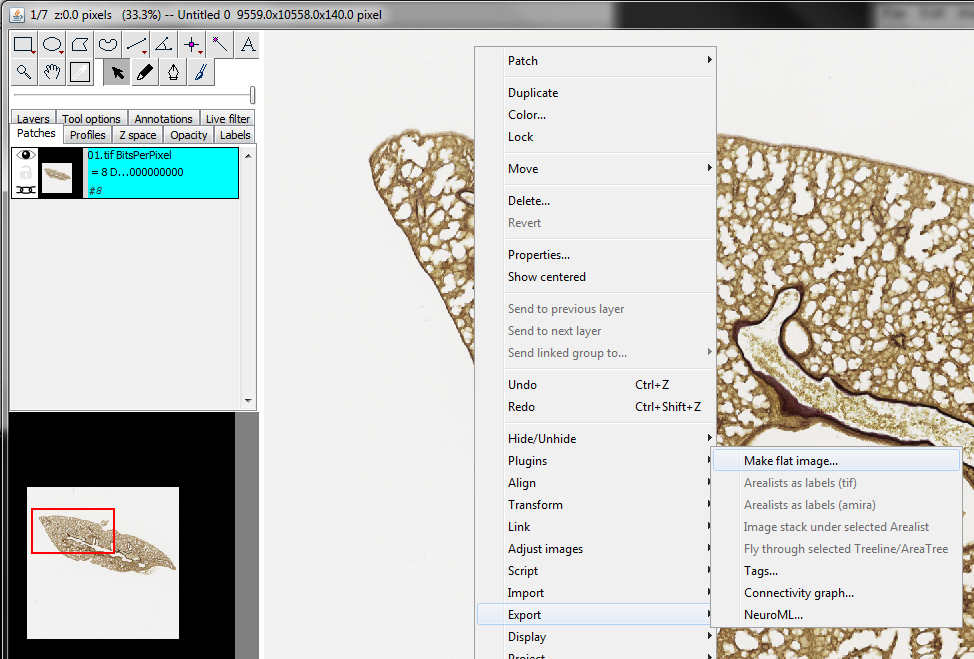 1/7 z:0.0 pixels (33.3%) -- Untitled 0 9559.0x10558.0x140.0 pixel
A
Layers Tool options Annotations Live filter
Patches Profiles Z space Opacity Labels
01.tif BitsPerPixel
= 8 D...000000000
#8
Patch
Duplicate
Color...
Lock
Move
Delete...
Revert
Properties...
Show centered
Send to previous layer
Send to next layer
Send linked group to...
Undo Ctrl+Z
Redo Ctrl+Shift+Z
Hide/Unhide
Plugins
Align
Transform
Link
Adjust images
Script
Import
Export
Display
Project
Make flat image...
Arealists as labels (tif)
Arealists as labels (amira)
Image stack under selected Arealist
Fly through selected Treeline/AreaTree
Tags...
Connectivity graph...
NeuroML...